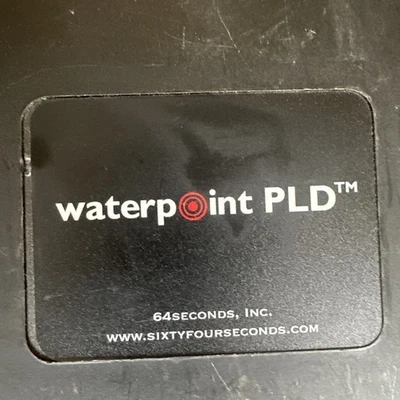 waterpoint PLD™
64SECONDS, INC.
WWW.SIXTYFOURSECONDS.COM